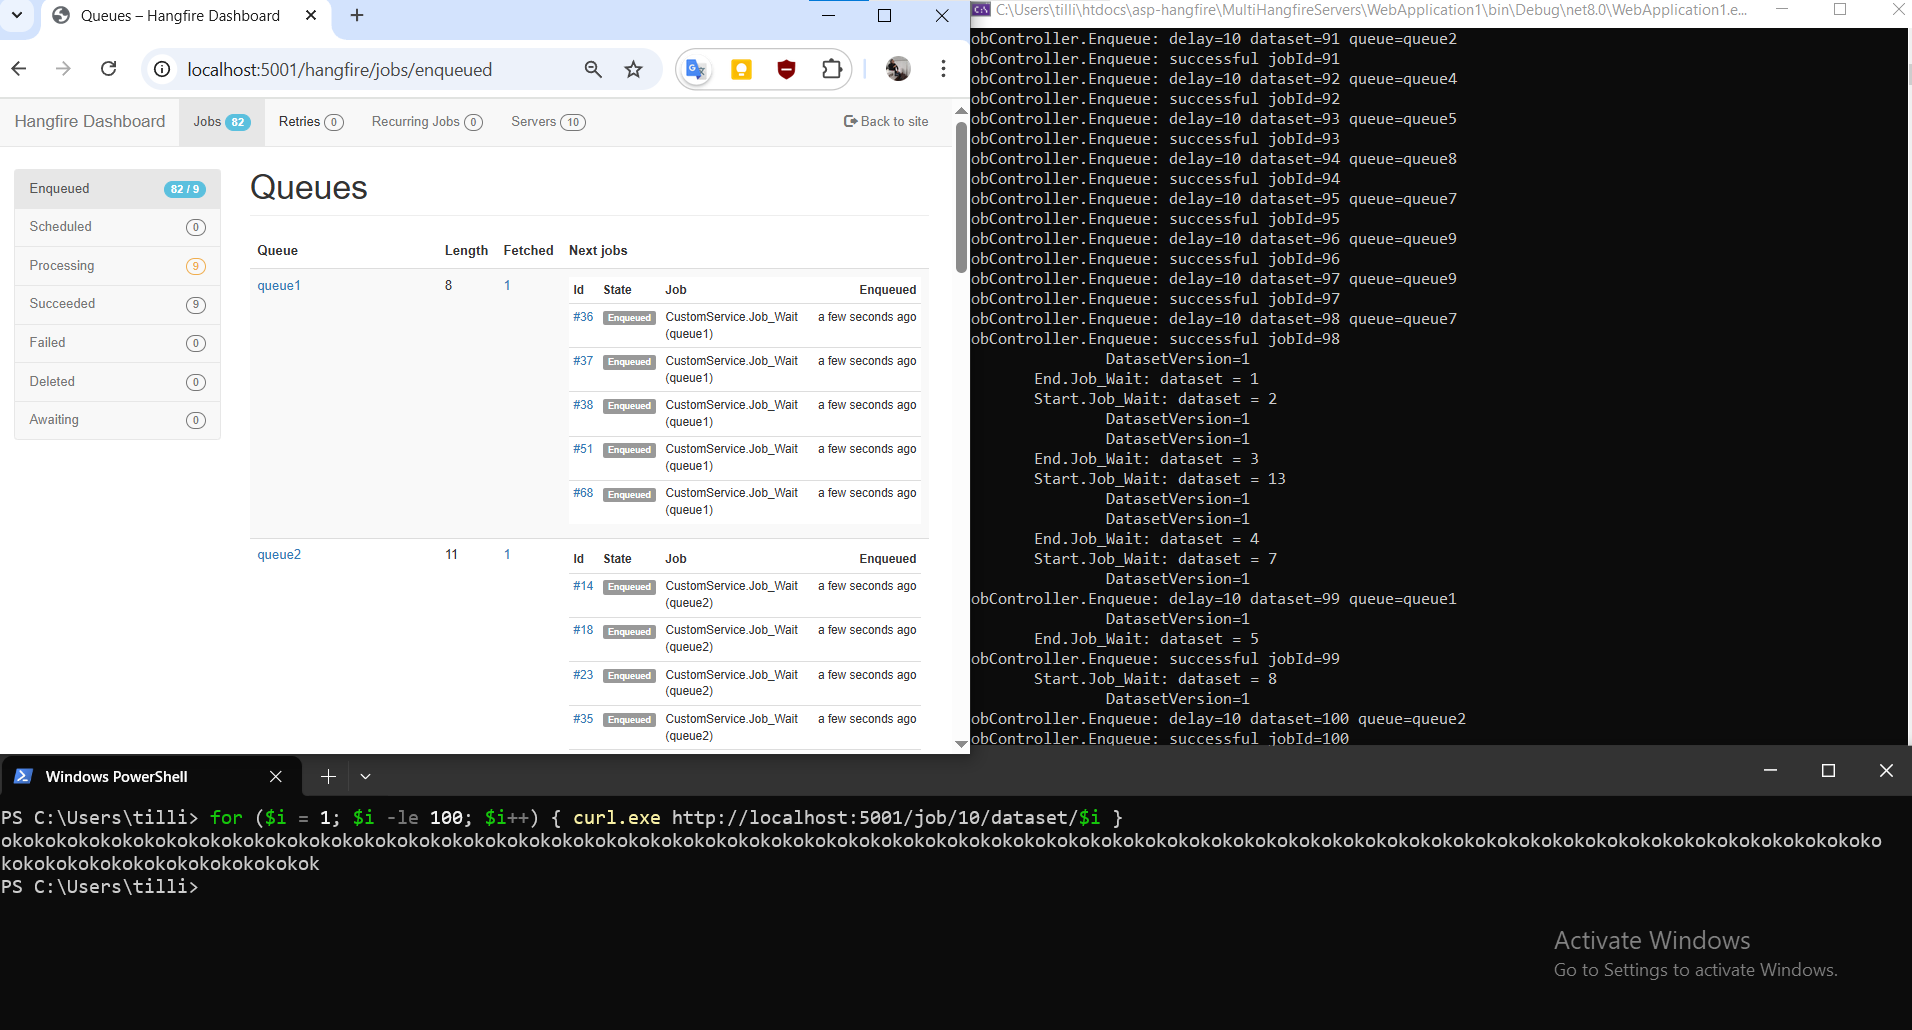 Queues – Hangfire Dashboard
localhost:5001/hangfire/jobs/enqueued
Hangfire Dashboard Jobs 82 Retries 0 Recurring Jobs 0 Servers 10 Back to site
Enqueued 82 / 9
Scheduled 0
Processing 9
Succeeded 9
Failed 0
Deleted 0
Awaiting 0
Queues
Queue Length Fetched Next jobs
queue1 8 1
Id State Job Enqueued
#36 Enqueued CustomService.Job_Wait a few seconds ago
(queue1)
#37 Enqueued CustomService.Job_Wait a few seconds ago
(queue1)
#38 Enqueued CustomService.Job_Wait a few seconds ago
(queue1)
#51 Enqueued CustomService.Job_Wait a few seconds ago
(queue1)
#68 Enqueued CustomService.Job_Wait a few seconds ago
(queue1)
queue2 11 1
Id State Job Enqueued
#14 Enqueued CustomService.Job_Wait a few seconds ago
(queue2)
#18 Enqueued CustomService.Job_Wait a few seconds ago
(queue2)
#23 Enqueued CustomService.Job_Wait a few seconds ago
(queue2)
#35 Enqueued CustomService.Job_Wait a few seconds ago
(queue2)
C:\Users\tilli\htdocs\asp-hangfire\MultiHangfireServers\WebApplication1\bin\Debug\net8.0\WebApplication1.e...
obController.Enqueue: delay=10 dataset=91 queue=queue2
obController.Enqueue: successful jobId=91
obController.Enqueue: delay=10 dataset=92 queue=queue4
obController.Enqueue: successful jobId=92
obController.Enqueue: delay=10 dataset=93 queue=queue5
obController.Enqueue: successful jobId=93
obController.Enqueue: delay=10 dataset=94 queue=queue8
obController.Enqueue: successful jobId=94
obController.Enqueue: delay=10 dataset=95 queue=queue7
obController.Enqueue: successful jobId=95
obController.Enqueue: delay=10 dataset=96 queue=queue9
obController.Enqueue: successful jobId=96
obController.Enqueue: delay=10 dataset=97 queue=queue9
obController.Enqueue: successful jobId=97
obController.Enqueue: delay=10 dataset=98 queue=queue7
obController.Enqueue: successful jobId=98
DatasetVersion=1
End.Job_Wait: dataset = 1
Start.Job_Wait: dataset = 2
DatasetVersion=1
DatasetVersion=1
End.Job_Wait: dataset = 3
Start.Job_Wait: dataset = 13
DatasetVersion=1
DatasetVersion=1
End.Job_Wait: dataset = 4
Start.Job_Wait: dataset = 7
DatasetVersion=1
obController.Enqueue: delay=10 dataset=99 queue=queue1
DatasetVersion=1
End.Job_Wait: dataset = 5
obController.Enqueue: successful jobId=99
Start.Job_Wait: dataset = 8
DatasetVersion=1
obController.Enqueue: delay=10 dataset=100 queue=queue2
obController.Enqueue: successful jobId=100
Windows PowerShell
PS C:\Users\tilli> for ($i = 1; $i -le 100; $i++) { curl.exe http://localhost:5001/job/10/dataset/$i }
okokokokokokokokokokokokokokokokokokokokokokokokokokokokokokokokokokokokokokokokokokokokokokokokokokokokokokokokokokokokokokokokokokokokokokokokokokokokokokokokokokokokoko
kokokokokokokokokokokokokokok
PS C:\Users\tilli>
Activate Windows
Go to Settings to activate Windows.